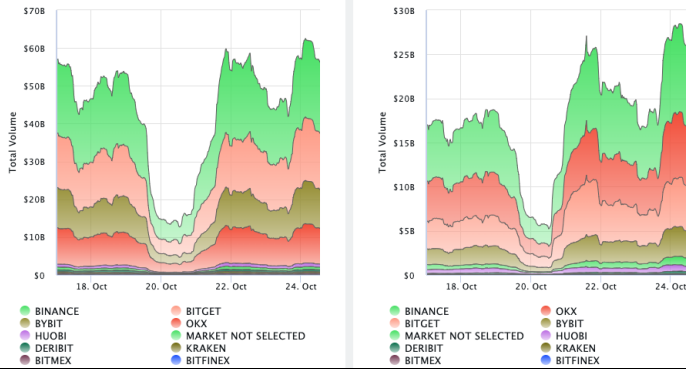 $70B
$60B
$50B
$40B
$30B
$20B
$10B
$0
Total Volume
18. Oct 20. Oct 22. Oct 24. Oct
BINANCE BITGET
BYBIT OKX
HUOBI MARKET NOT SELECTED
DERIBIT KRAKEN
BITMEX BITFINEX
$30B
$25B
$20B
$15B
$10B
$5B
$0
Total Volume
18. Oct 20. Oct 22. Oct 24. Oct
BINANCE OKX
BITGET BYBIT
MARKET NOT SELECTED HUOBI
DERIBIT KRAKEN
BITMEX BITFINEX